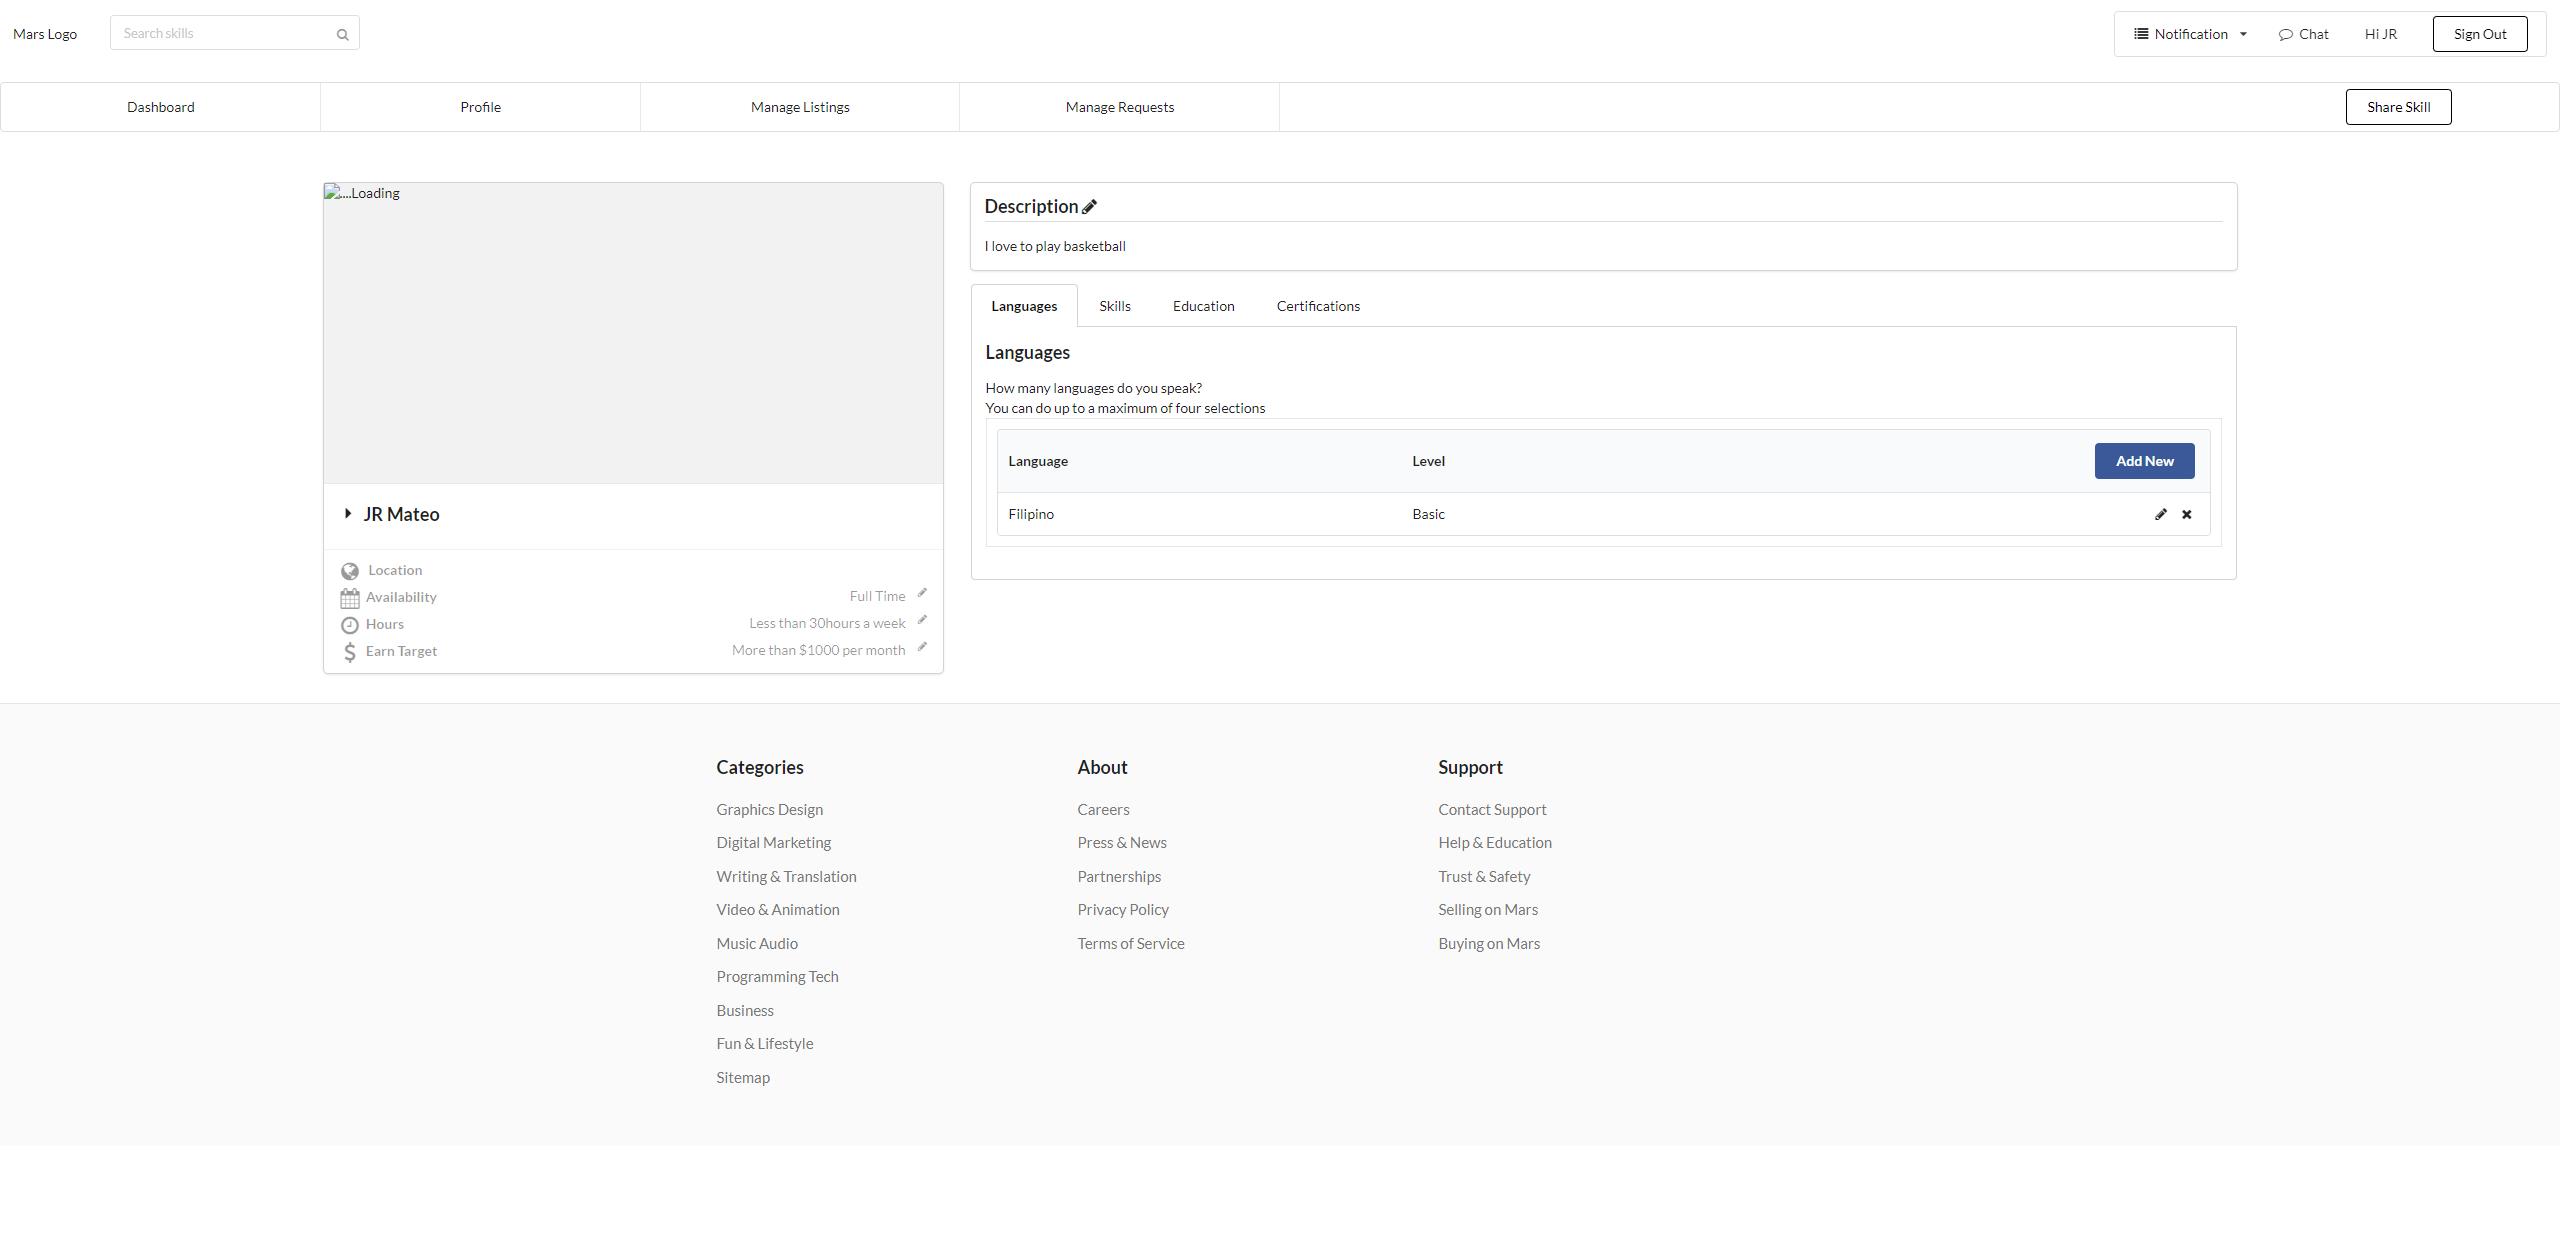 Mars Logo
Search skills
Notification
Chat
Hi JR
Sign Out
Dashboard
Profile
Manage Listings
Manage Requests
Share Skill
....Loading
JR Mateo
Location
Availability
Full Time
Hours
Less than 30hours a week
Earn Target
More than $1000 per month
Description
I love to play basketball
Languages
Skills
Education
Certifications
Languages
How many languages do you speak?
You can do up to a maximum of four selections
Language
Level
Add New
Filipino
Basic
Categories
Graphics Design
Digital Marketing
Writing & Translation
Video & Animation
Music Audio
Programming Tech
Business
Fun & Lifestyle
Sitemap
About
Careers
Press & News
Partnerships
Privacy Policy
Terms of Service
Support
Contact Support
Help & Education
Trust & Safety
Selling on Mars
Buying on Mars